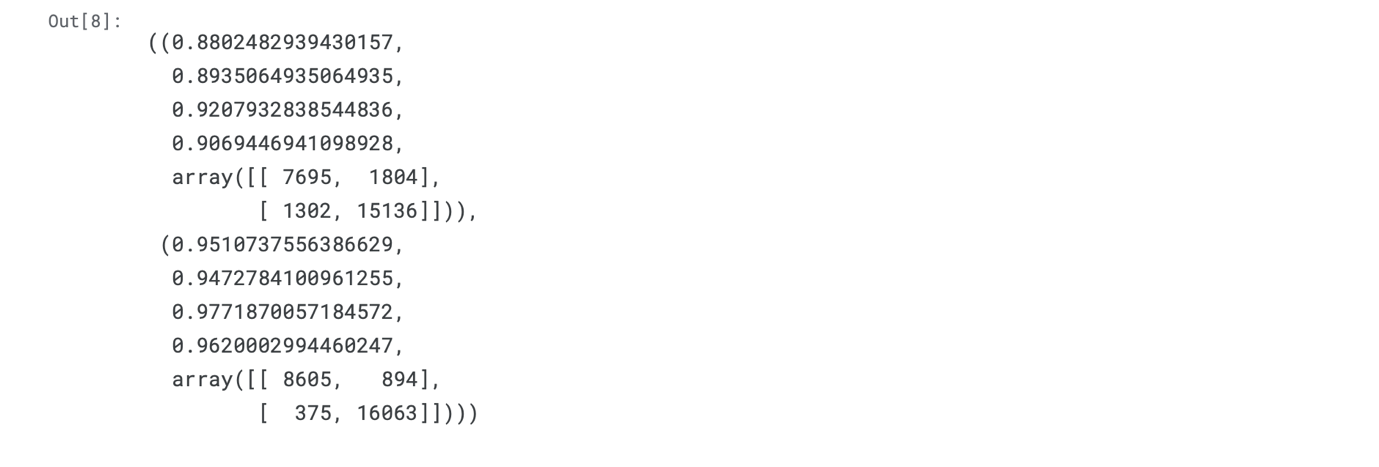 Out[8]:
((0.8802482939430157,
0.8935064935064935,
0.9207932838544836,
0.9069446941098928,
array([[ 7695,  1804],
[ 1302, 15136]])),
(0.9510737556386629,
0.9472784100961255,
0.9771870057184572,
0.9620002994460247,
array([[ 8605,   894],
[  375, 16063]])))